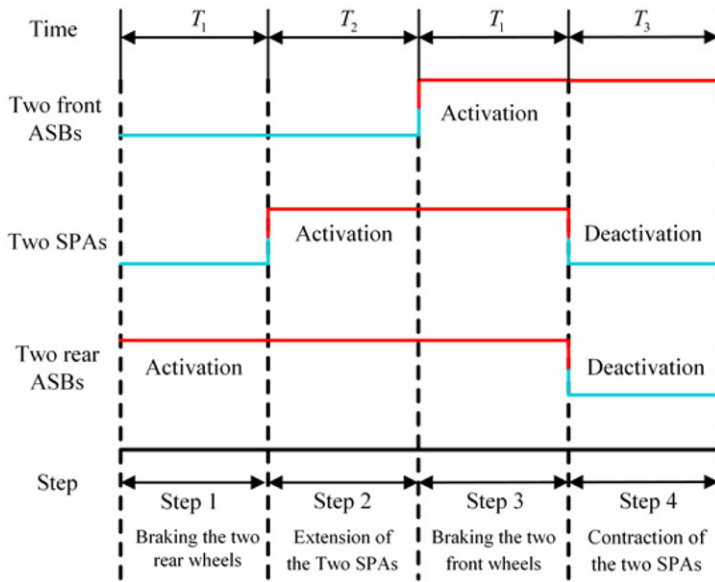 Time
T₁
T₂
T₁
T₃
Two front
ASBs
Activation
Two SPAs
Activation
Deactivation
Two rear
ASBs
Activation
Deactivation
Step
Step 1
Step 2
Step 3
Step 4
Braking the two
rear wheels
Extension of
the Two SPAs
Braking the two
front wheels
Contraction of
the two SPAs